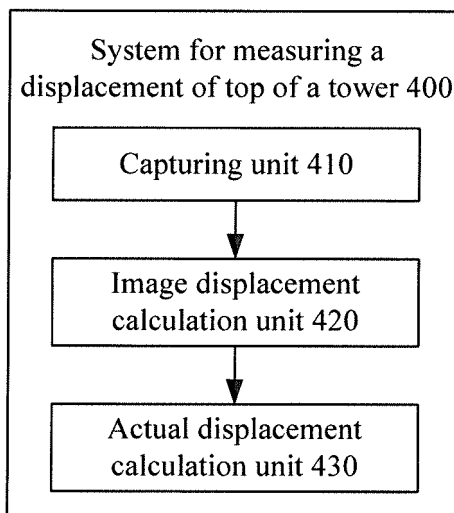 System for measuring a
displacement of top of a tower 400
Capturing unit 410
Image displacement
calculation unit 420
Actual displacement
calculation unit 430